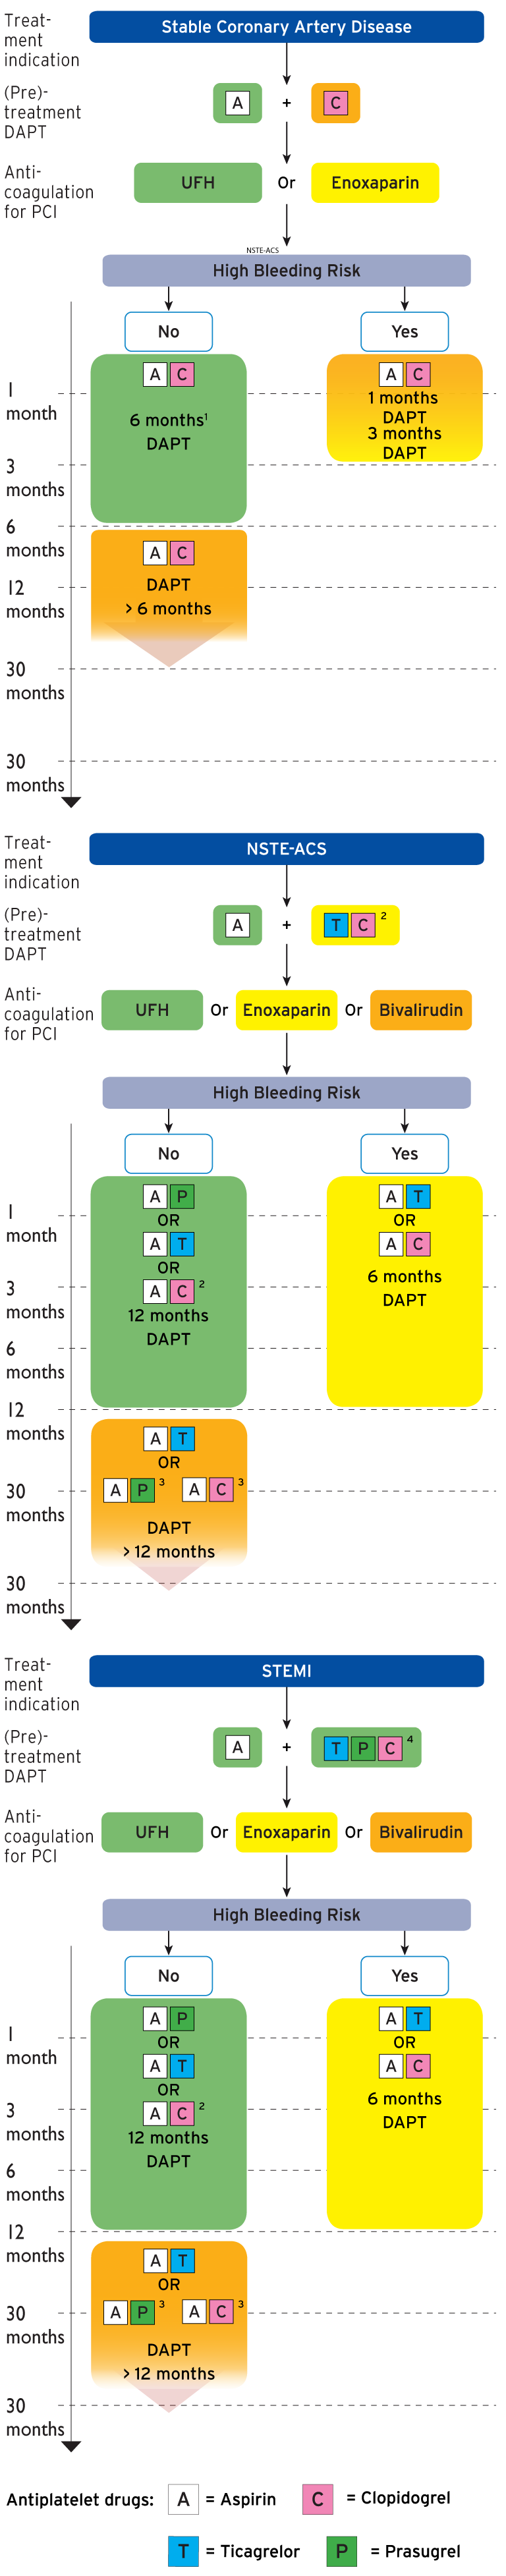 Treat-
ment
indication
Stable Coronary Artery Disease
(Pre)-
treatment
DAPT
A + C
Anti-
coagulation
for PCI
UFH Or Enoxaparin
NSTE-ACS
High Bleeding Risk
No Yes
A C
6 months¹
DAPT
A C
1 months
DAPT
3 months
DAPT
1
month
3
months
6
months
A C
DAPT
> 6 months
12
months
30
months
30
months
Treat-
ment
indication
NSTE-ACS
(Pre)-
treatment
DAPT
A + T C ²
Anti-
coagulation
for PCI
UFH Or Enoxaparin Or Bivalirudin
High Bleeding Risk
No Yes
A P
OR
A T
OR
A C ²
12 months
DAPT
A T
OR
A C
6 months
DAPT
1
month
3
months
6
months
12
months
A T
OR
A P ³ A C ³
DAPT
> 12 months
30
months
30
months
Treat-
ment
indication
STEMI
(Pre)-
treatment
DAPT
A + T P C ⁴
Anti-
coagulation
for PCI
UFH Or Enoxaparin Or Bivalirudin
High Bleeding Risk
No Yes
A P
OR
A T
OR
A C ²
12 months
DAPT
A T
OR
A C
6 months
DAPT
1
month
3
months
6
months
12
months
A T
OR
A P ³ A C ³
DAPT
> 12 months
30
months
30
months
Antiplatelet drugs: A = Aspirin C = Clopidogrel
T = Ticagrelor P = Prasugrel